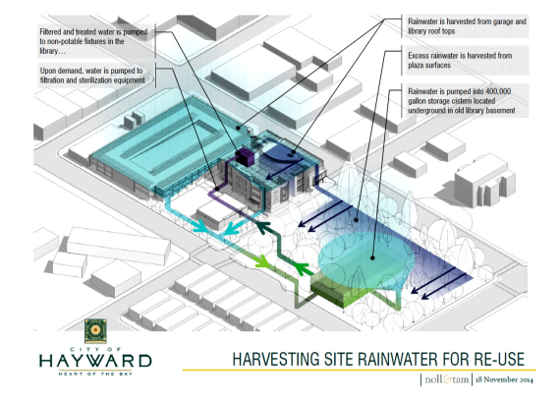 Filtered and treated water is pumped
to non-potable fixtures in the
library…
Upon demand, water is pumped to
filtration and sterilization equipment
Rainwater is harvested from garage and
library roof tops
Excess rainwater is harvested from
plaza surfaces
Rainwater is pumped into 400,000
gallon storage cistern located
underground in old library basement
CITY OF
HAYWARD
HEART OF THE BAY
HARVESTING SITE RAINWATER FOR RE-USE
noll&tam | 18 November 2014